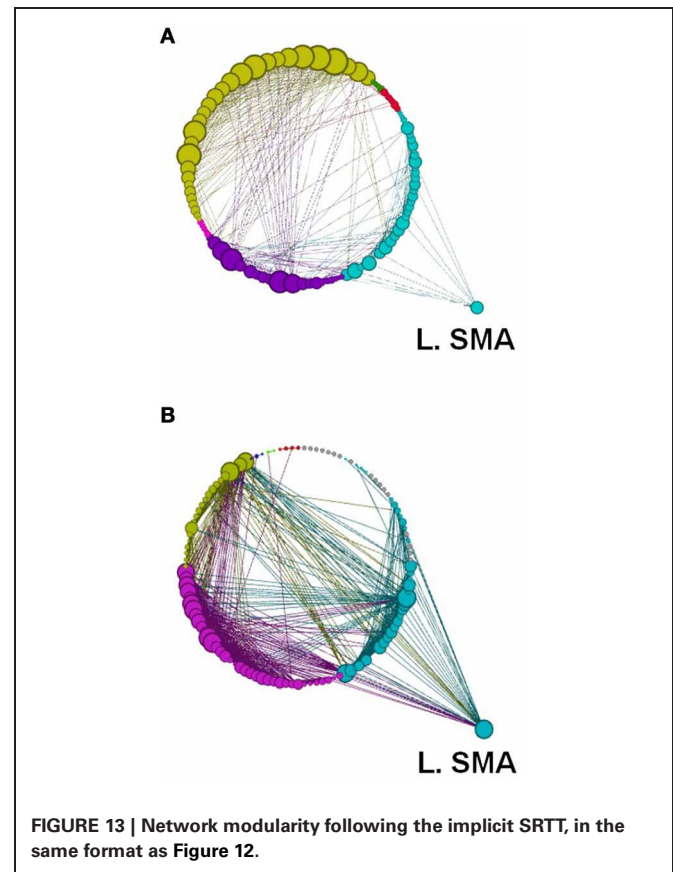 A
L. SMA
B
L. SMA
FIGURE 13 | Network modularity following the implicit SRTT, in the
same format as Figure 12.